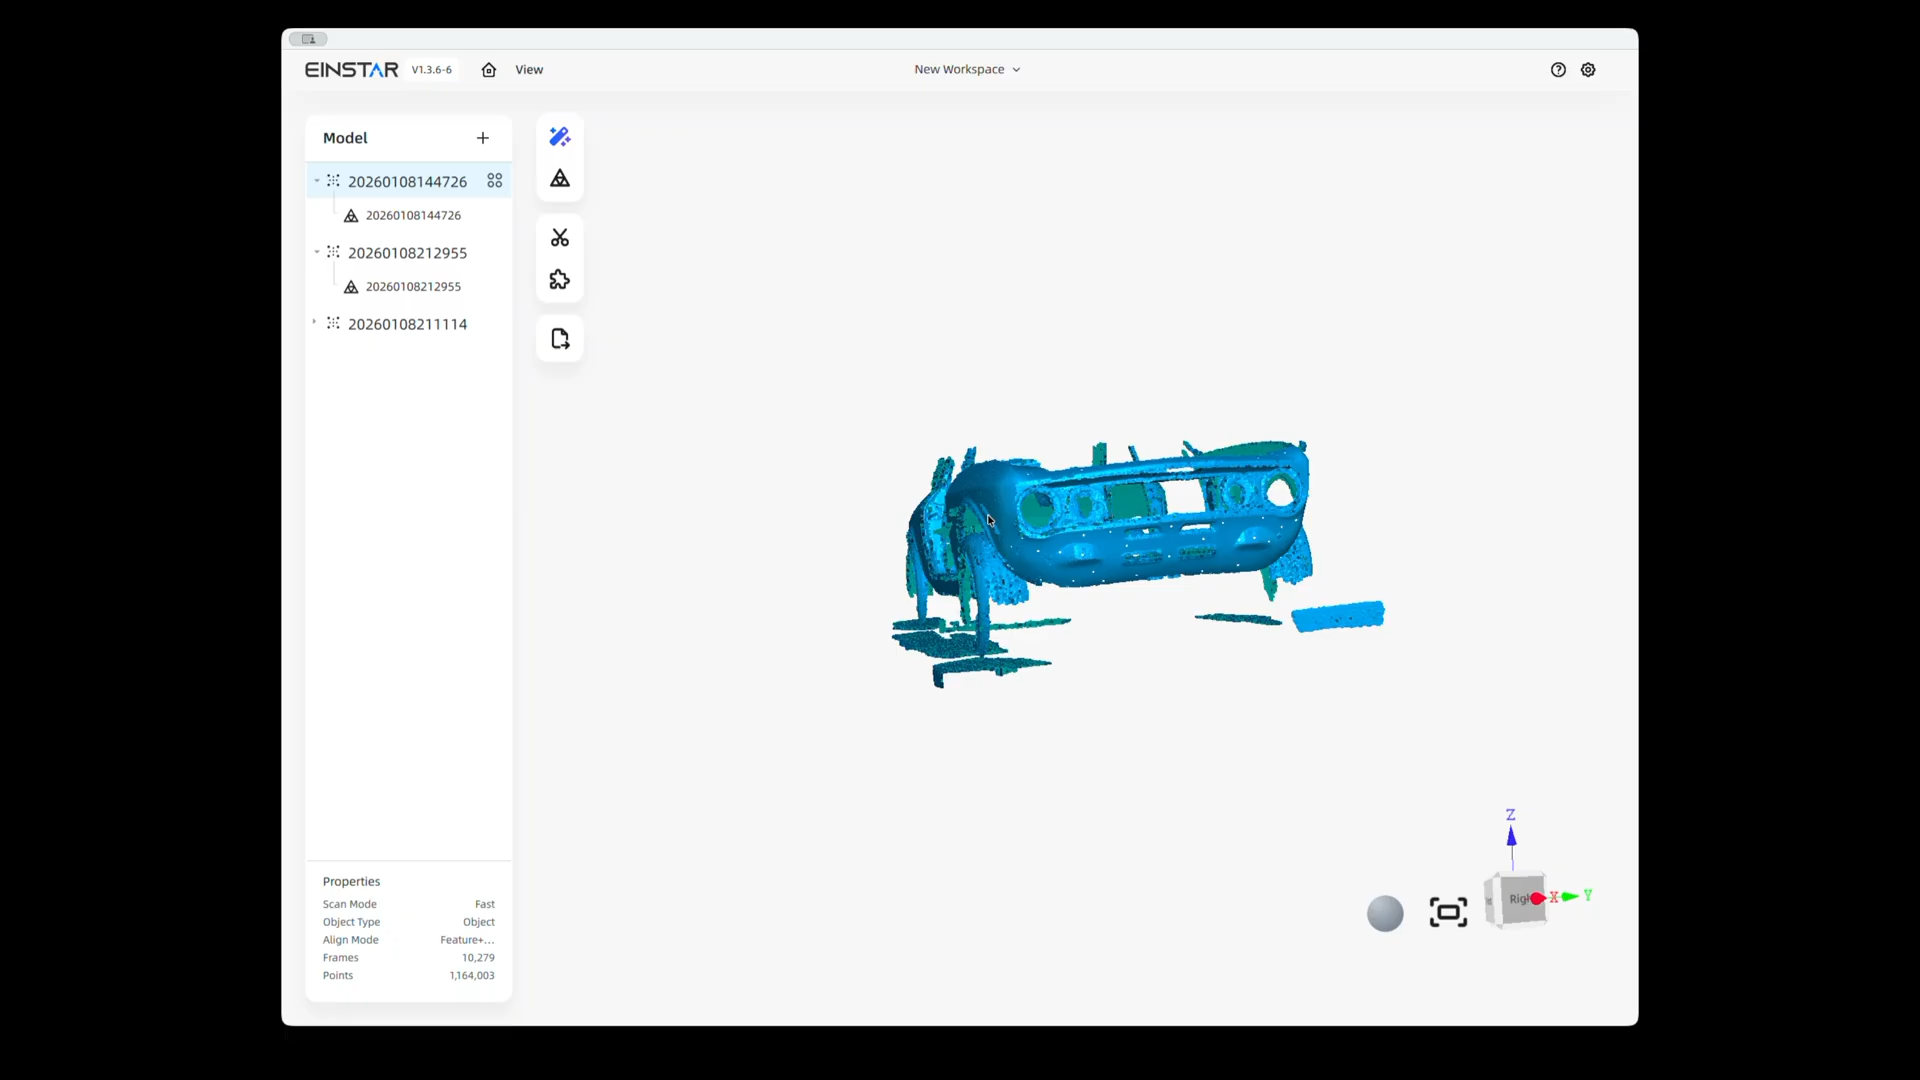 EINSTAR V1.3.6-6 View New Workspace
Model
20260108144726
20260108144726
20260108212955
20260108212955
20260108211114
Properties
Scan Mode Fast
Object Type Object
Align Mode Feature+...
Frames 10,279
Points 1,164,003
Z
X
Y